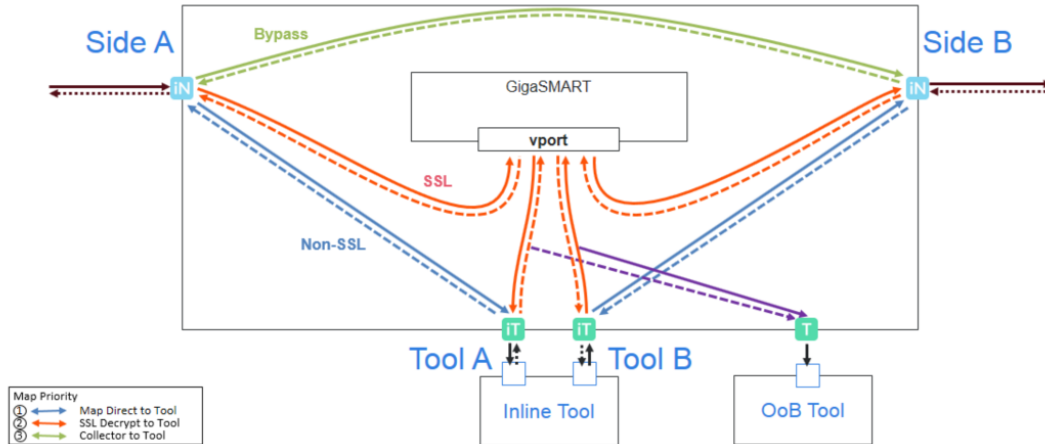 Side A
Bypass
Side B
iN
GigaSMART
iN
vport
SSL
Non-SSL
iT
iT
T
Tool A
Tool B
Inline Tool
OoB Tool
Map Priority
1 Map Direct to Tool
2 SSL Decrypt to Tool
3 Collector to Tool